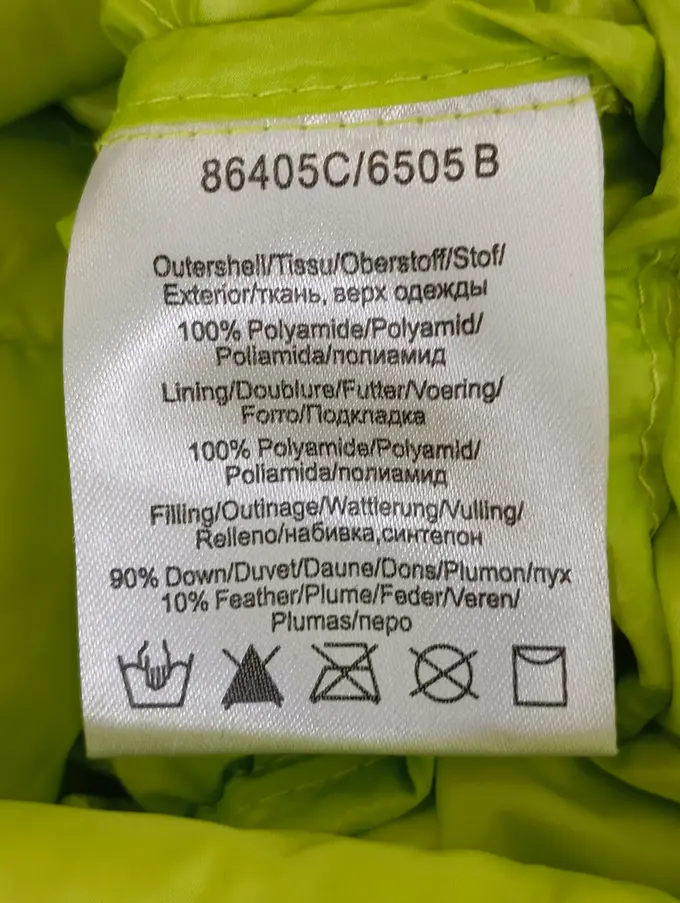 86405C/6505 B
Outershell/Tissu/Oberstoff/Stof/
Exterior/ткань, верх одежды
100% Polyamide/Polyamid/
Poliamida/полиамид
Lining/Doublure/Futter/Voering/
Forro/Подкладка
100% Polyamide/Polyamid/
Poliamida/полиамид
Filling/Outinage/Wattierung/Vulling/
Relleno/набивка,синтепон
90% Down/Duvet/Daune/Dons/Plumon/пух
10% Feather/Plume/Feder/Veren/
Plumas/перо